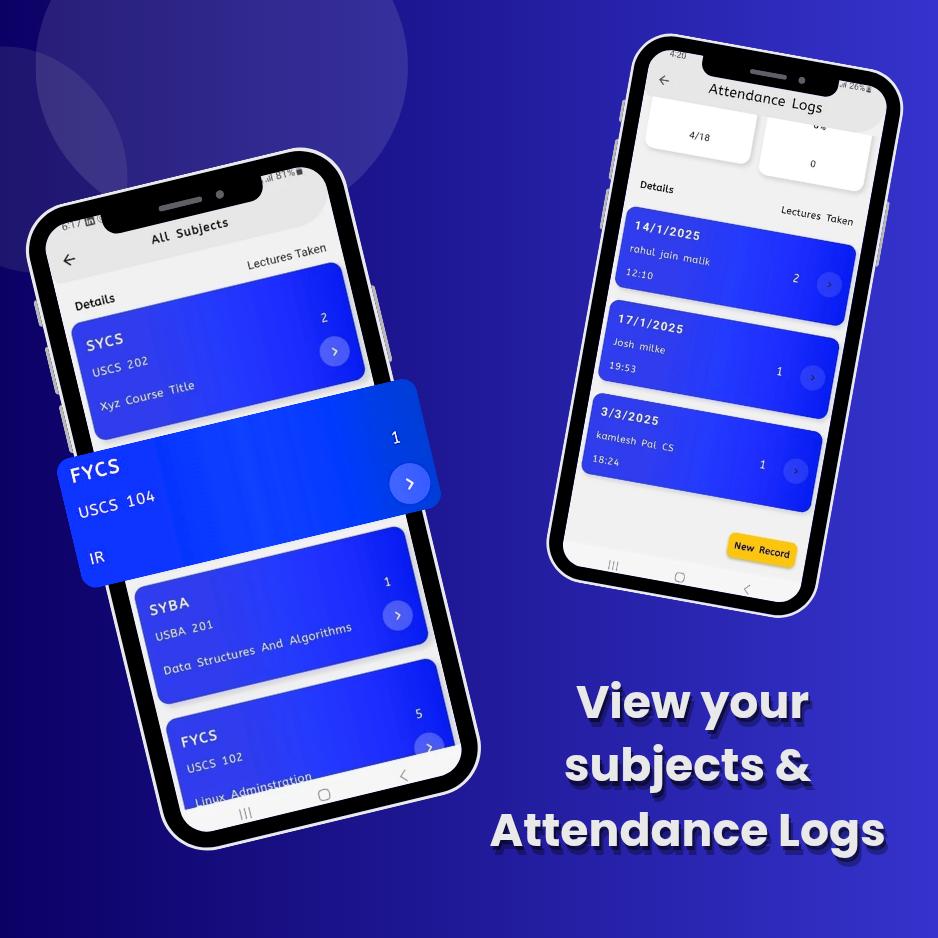 6:17
81%
All Subjects
Details
Lectures Taken
SYCS
2
USCS 202
Xyz Course Title
FYCS
1
USCS 104
IR
SYBA
1
USBA 201
Data Structures And Algorithms
FYCS
5
USCS 102
Linux Adminstration
4:20
26%
Attendance Logs
4/18
0
Details
Lectures Taken
14/1/2025
rahul jain malik
2
12:10
17/1/2025
Josh milke
1
19:53
3/3/2025
kamlesh Pal CS
1
18:24
New Record
View your
subjects &
Attendance Logs